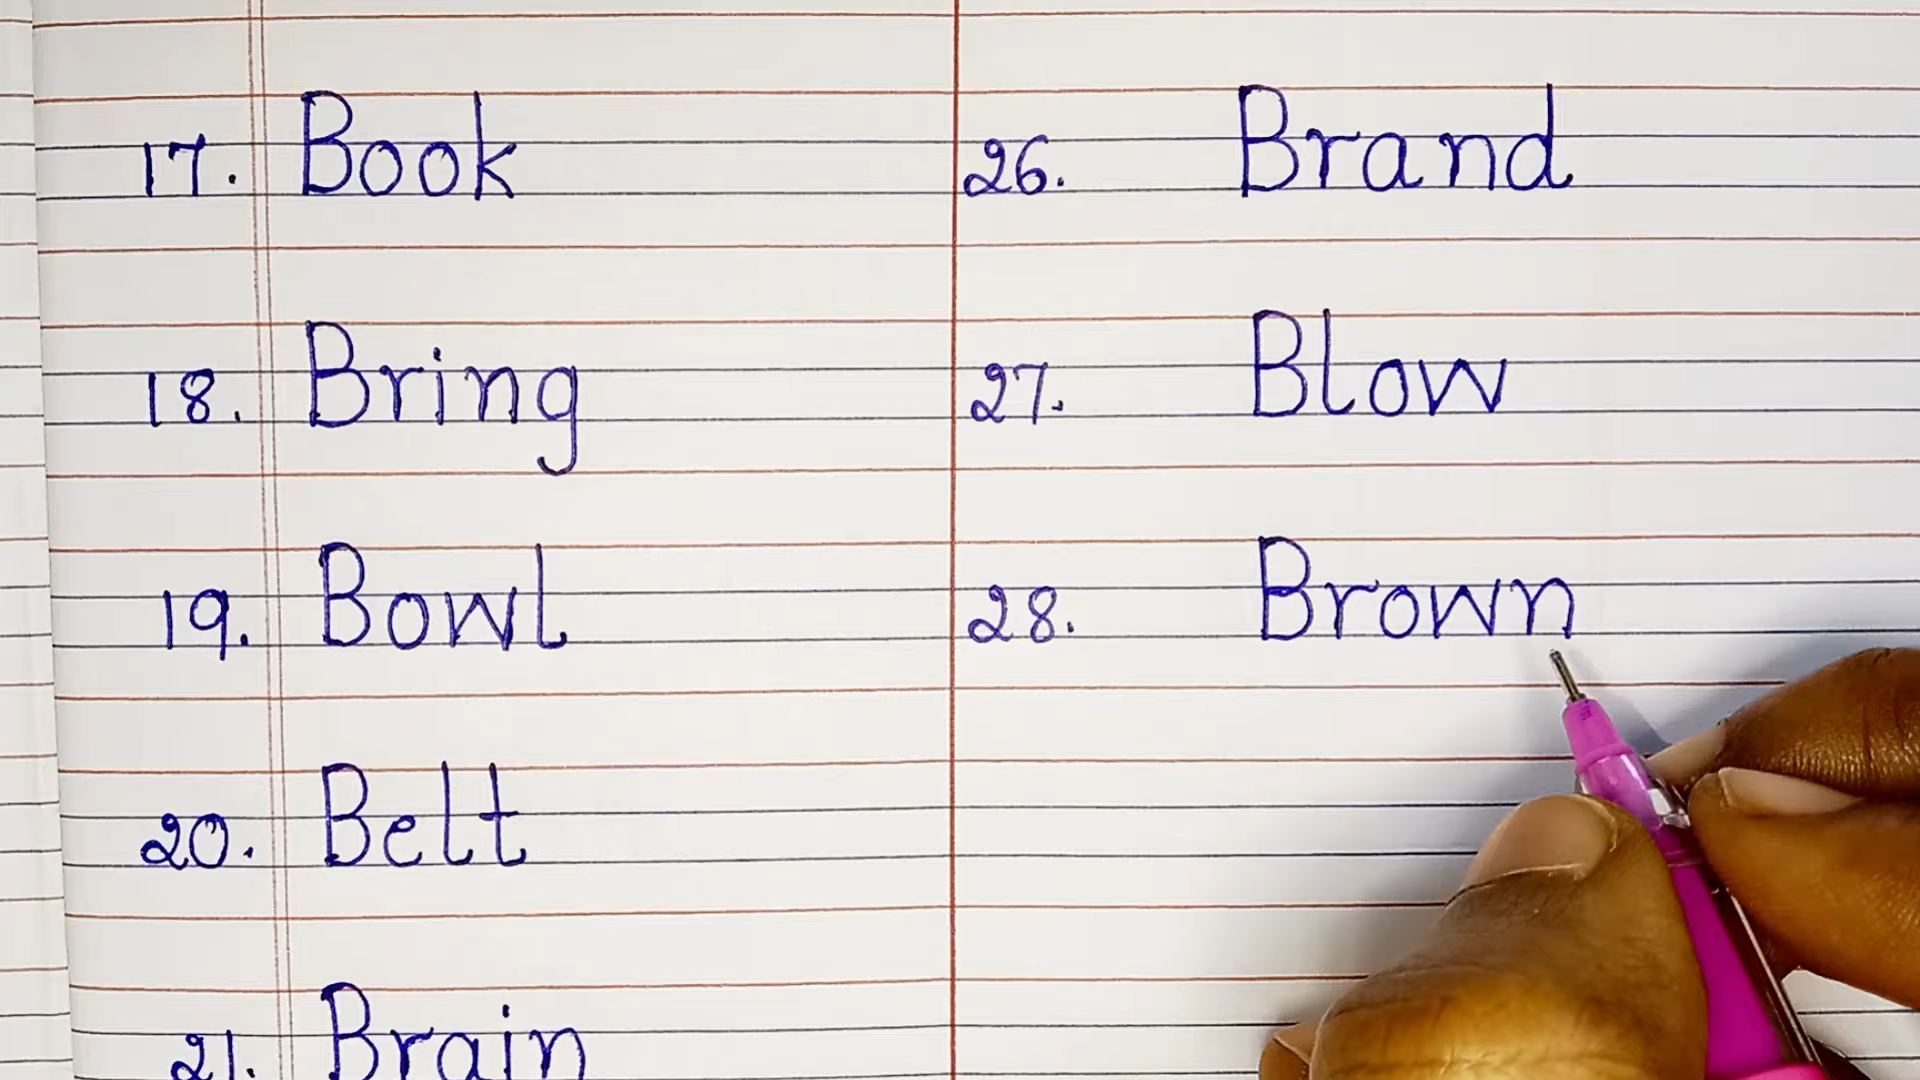 17. Book
18. Bring
19. Bowl
20. Belt
21. Brain
26. Brand
27. Blow
28. Brown